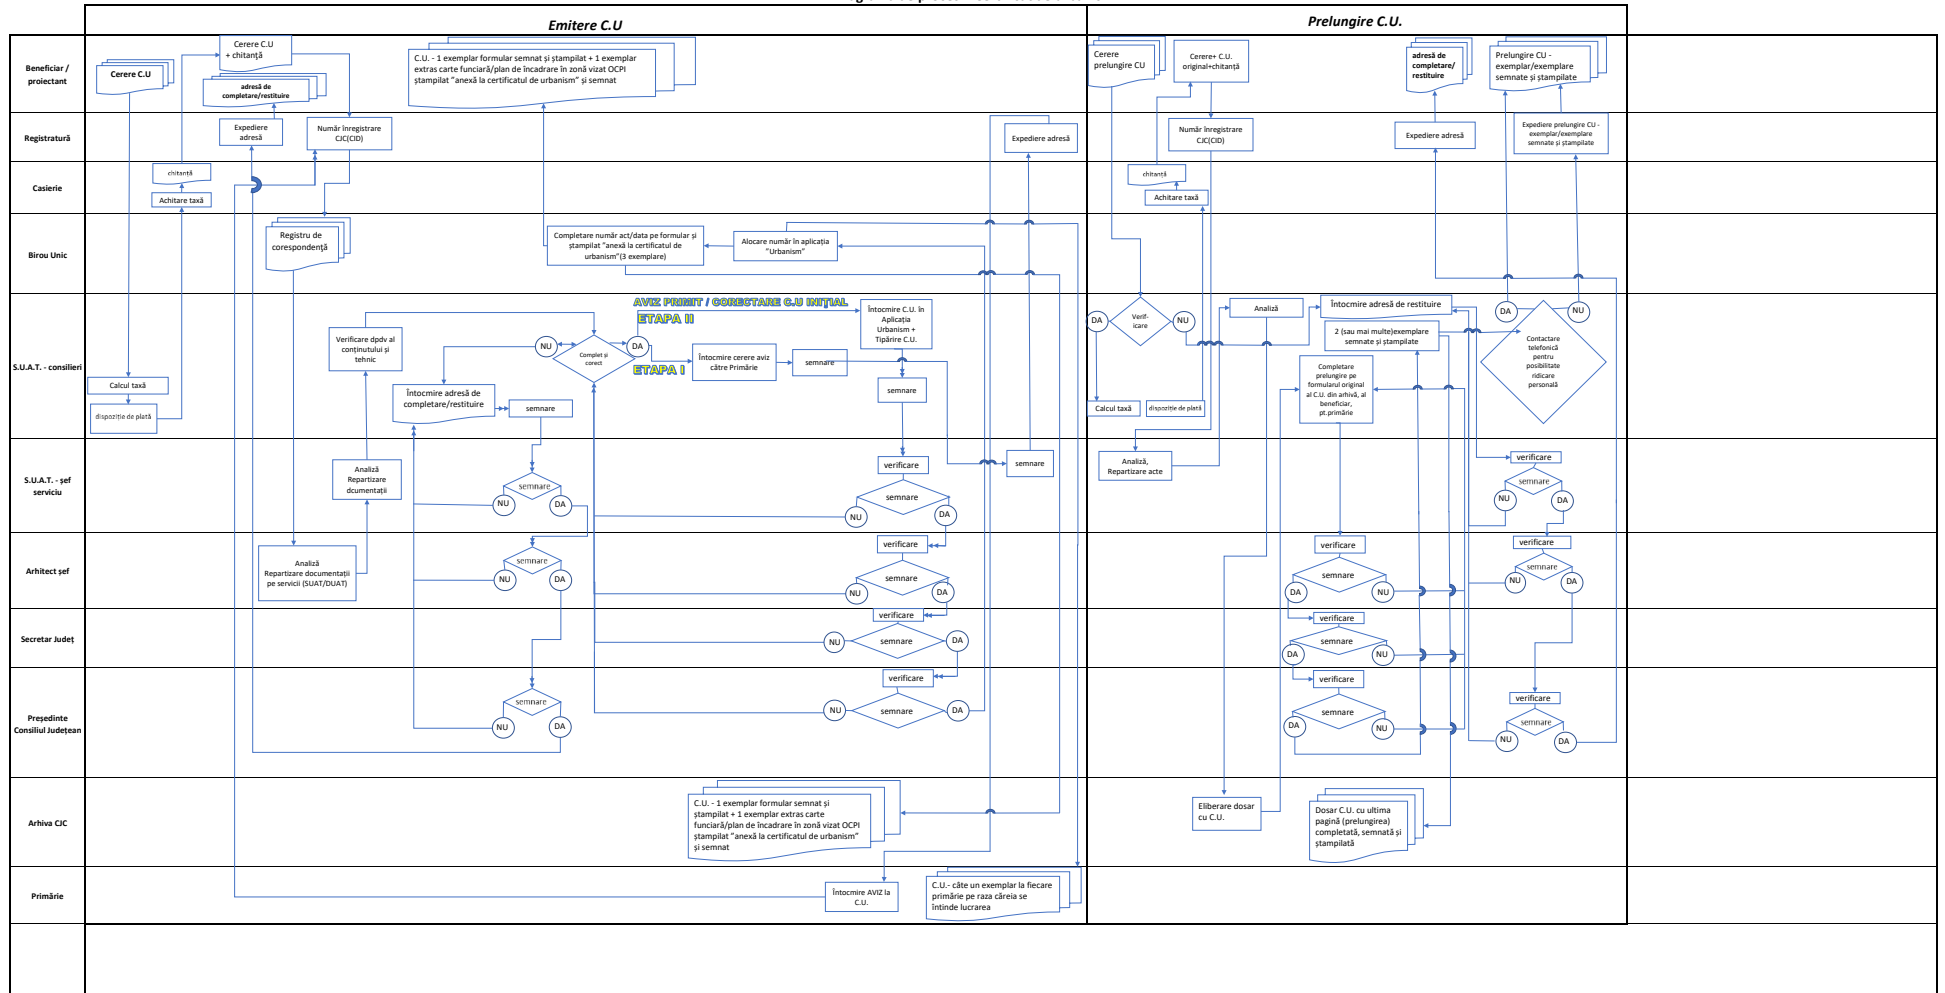 Emitere C.U
Prelungire C.U.
Beneficiar /
proiectant
Cerere C.U
Cerere C.U
+ chitanță
adresă de
completare/restituire
C.U. - 1 exemplar formular semnat și ștampilat + 1 exemplar
extras carte funciară/plan de încadrare în zonă vizat OCPI
ștampilat "anexă la certificatul de urbanism" și semnat
Cerere
prelungire CU
Cerere+ C.U.
original+chitanță
adresă de
completare/
restituire
Prelungire CU -
exemplar/exemplare
semnate și ștampilate
Registratură
Expediere
adresă
Număr înregistrare
CJC(CID)
Expediere adresă
Număr înregistrare
CJC(CID)
Expediere adresă
Expediere prelungire CU -
exemplar/exemplare
semnate și ștampilate
Casierie
chitanță
Achitare taxă
chitanță
Achitare taxă
Birou Unic
Registru de
corespondență
Completare număr act/data pe formular și
ștampilat "anexă la certificatul de
urbanism"(3 exemplare)
Alocare număr în aplicația
"Urbanism"
S.U.A.T. - consilieri
Calcul taxă
dispoziție de plată
Verificare dpdv al
conținutului și
tehnic
Întocmire adresă de
completare/restituire
semnare
NU
Complet și
corect
DA
AVIZ PRIMIT / CORECTARE C.U INIȚIAL
ETAPA II
ETAPA I
Întocmire cerere aviz
către Primărie
semnare
Întocmire C.U. în
Aplicația
Urbanism +
Tipărire C.U.
semnare
DA
Verif-
icare
NU
Calcul taxă
dispoziție de plată
Analiză
Întocmire adresă de restituire
2 (sau mai multe)exemplare
semnate și ștampilate
Completare
prelungire pe
formularul original
al C.U. din arhivă, al
beneficiar,
pt.primărie
DA
NU
Contactare
telefonică
pentru
posibilitate
ridicare
personală
S.U.A.T. - șef
serviciu
Analiză
Repartizare
dcumentații
semnare
NU
DA
verificare
semnare
NU
DA
semnare
Analiză,
Repartizare acte
verificare
semnare
NU
DA
Arhitect șef
Analiză
Repartizare documentații
pe servicii (SUAT/DUAT)
semnare
NU
DA
verificare
semnare
NU
DA
verificare
semnare
DA
NU
verificare
semnare
NU
DA
Secretar Județ
verificare
semnare
NU
DA
verificare
semnare
DA
NU
Președinte
Consiliul Județean
semnare
NU
DA
verificare
semnare
NU
DA
verificare
semnare
DA
NU
verificare
semnare
NU
DA
Arhiva CJC
C.U. - 1 exemplar formular semnat și
ștampilat + 1 exemplar extras carte
funciară/plan de încadrare în zonă vizat OCPI
ștampilat "anexă la certificatul de urbanism"
și semnat
Eliberare dosar
cu C.U.
Dosar C.U. cu ultima
pagină (prelungirea)
completată, semnată și
ștampilată
Primărie
Întocmire AVIZ la
C.U.
C.U.- câte un exemplar la fiecare
primărie pe raza căreia se
întinde lucrarea